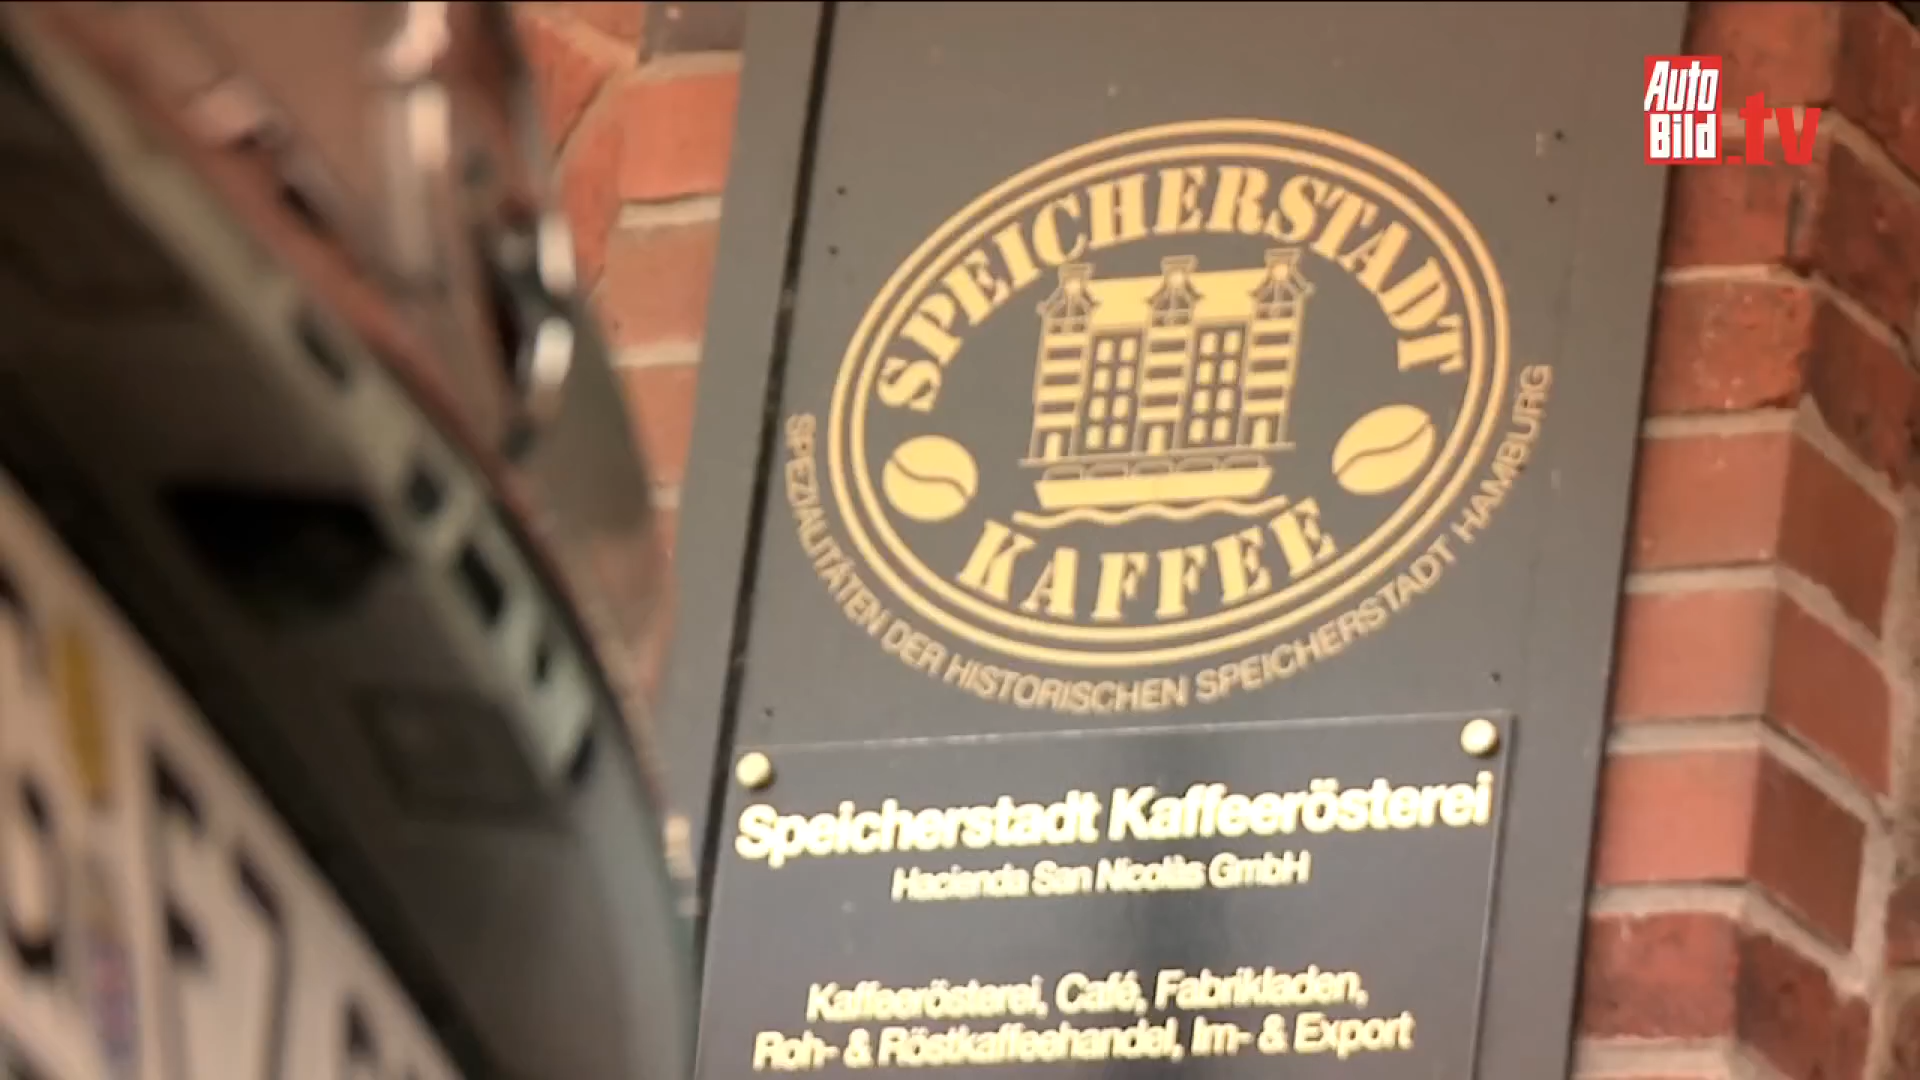 Auto
Bild
.tv
SPEICHERSTADT
KAFFEE
SPEZIALITÄTEN DER HISTORISCHEN SPEICHERSTADT HAMBURG
Speicherstadt Kaffeerösterei
Hacienda San Nicolàs GmbH
Kaffeerösterei, Café, Fabrikladen,
Roh- & Röstkaffeehandel, Im- & Export